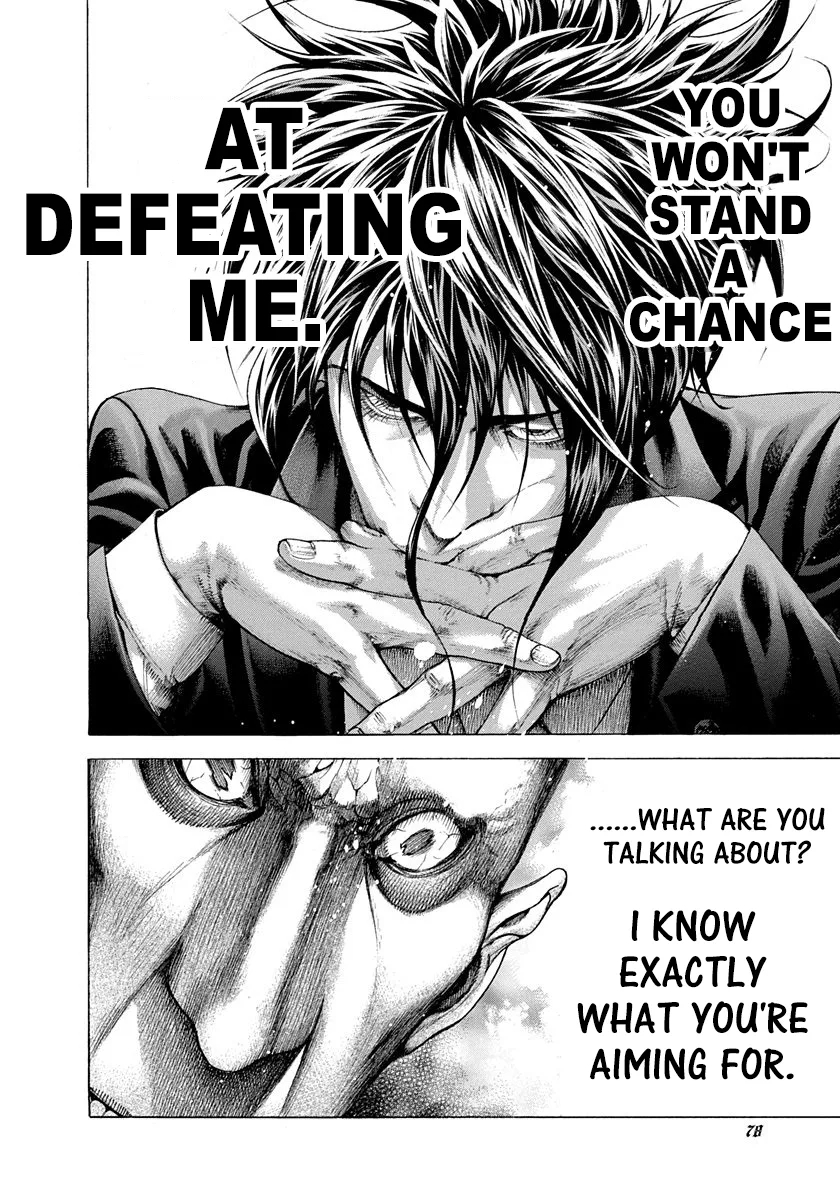 YOU
WON'T
STAND
A
CHANCE
AT
DEFEATING
ME.
......WHAT ARE YOU
TALKING ABOUT?
I KNOW
EXACTLY
WHAT YOU'RE
AIMING FOR.
78